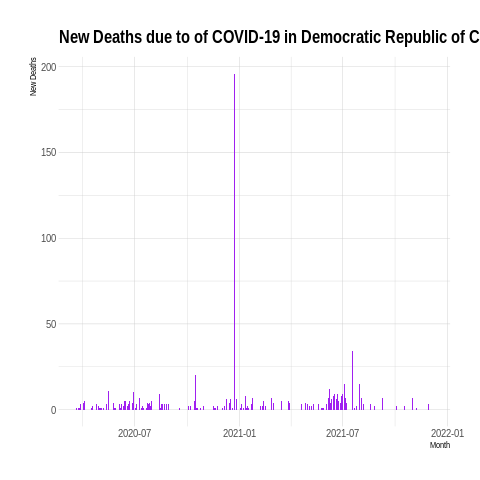 New Deaths due to of COVID-19 in Democratic Republic of C
New Deaths
200
150
100
50
0
2020-07 2021-01 2021-07 2022-01
Month